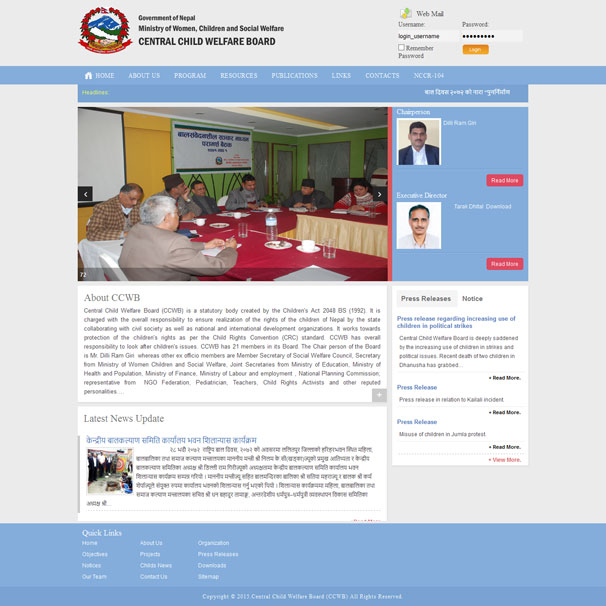 Government of Nepal
Ministry of Women, Children and Social Welfare
CENTRAL CHILD WELFARE BOARD
Web Mail
Username: Password:
login_username
Remember Password
Login
HOME ABOUT US PROGRAM RESOURCES PUBLICATIONS LINKS CONTACTS NCCR-104
Headlines: बाल दिवस २०७२ को नारा "पुनर्निर्माण
बालसंवेदनशील
परामर्श बैठक
72
Chairperson
Dilli Ram Giri
Read More
Executive Director
Tarak Dhital Download
Read More
About CCWB
Central Child Welfare Board (CCWB) is a statutory body created by the Children's Act 2048 BS (1992). It is
charged with the overall responsibility to ensure realization of the rights of the children of Nepal by the state
collaborating with civil society as well as national and international development organizations. It works towards
protection of the children's rights as per the Child Rights Convention (CRC) standard. CCWB has overall
responsibility to look after children issues. CCWB has 21 members in its Board. The Chair person of the Board
is Mr. Dilli Ram Giri whereas other ex officio members are Member Secretary of Social Welfare Council, Secretary
from Ministry of Women Children and Social Welfare, Joint Secretaries from Ministry of Education, Ministry of
Health and Population, Ministry of Finance, Ministry of Labour and employment , National Planning Commission;
representative from NGO Federation, Pediatrician, Teachers, Child Rights Activists and other reputed
personalities....
+
Press Releases Notice
Press release regarding increasing use of
children in political strikes
Central Child Welfare Board is deeply saddened
by the increasing use of children in strikes and
political issues. Recent death of two children in
Dhanusha has grabbed....
+ Read More.
Press Release
Press release in relation to Kailali incident.
+ Read More.
Press Release
Misuse of children in Jumla protest.
+ Read More.
+ View More.
Latest News Update
केन्द्रीय बालकल्याण समिति कार्यालय भवन शिलान्यास कार्यक्रम
Quick Links
Home About Us Organization
Objectives Projects Press Releases
Notices Childs News Downloads
Our Team Contact Us Sitemap
Copyright © 2015.Central Child Welfare Board (CCWB) All Rights Reserved.